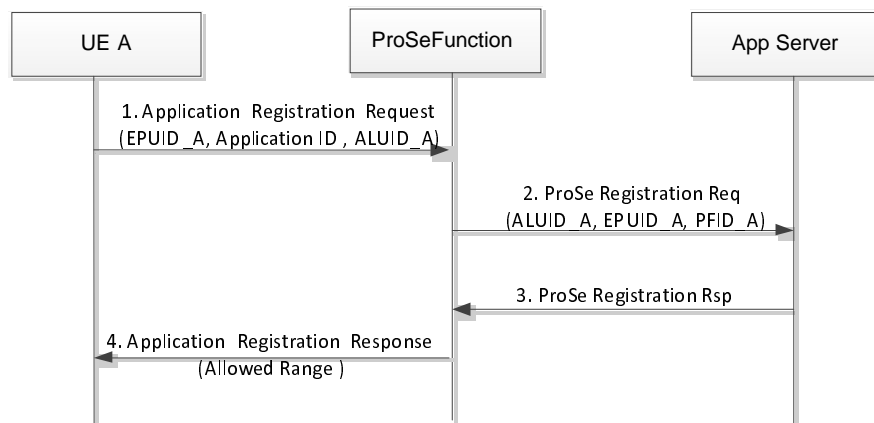 UE A
ProSeFunction
App Server
1. Application Registration Request
(EPUID_A, Application ID , ALUID_A)
2. ProSe Registration Req
(ALUID_A, EPUID_A, PFID_A)
3. ProSe Registration Rsp
4. Application Registration Response
(Allowed Range )